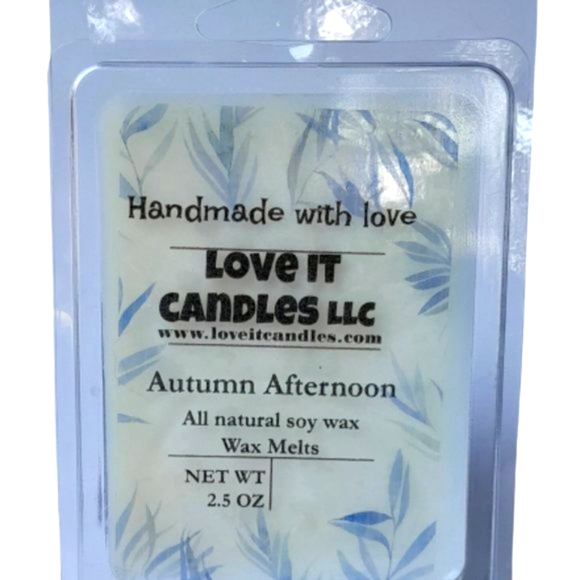 Handmade with love
LOVE IT
CANDLES LLC
www.loveitcandles.com
Autumn Afternoon
All natural soy wax
Wax Melts
NET WT
2.5 OZ